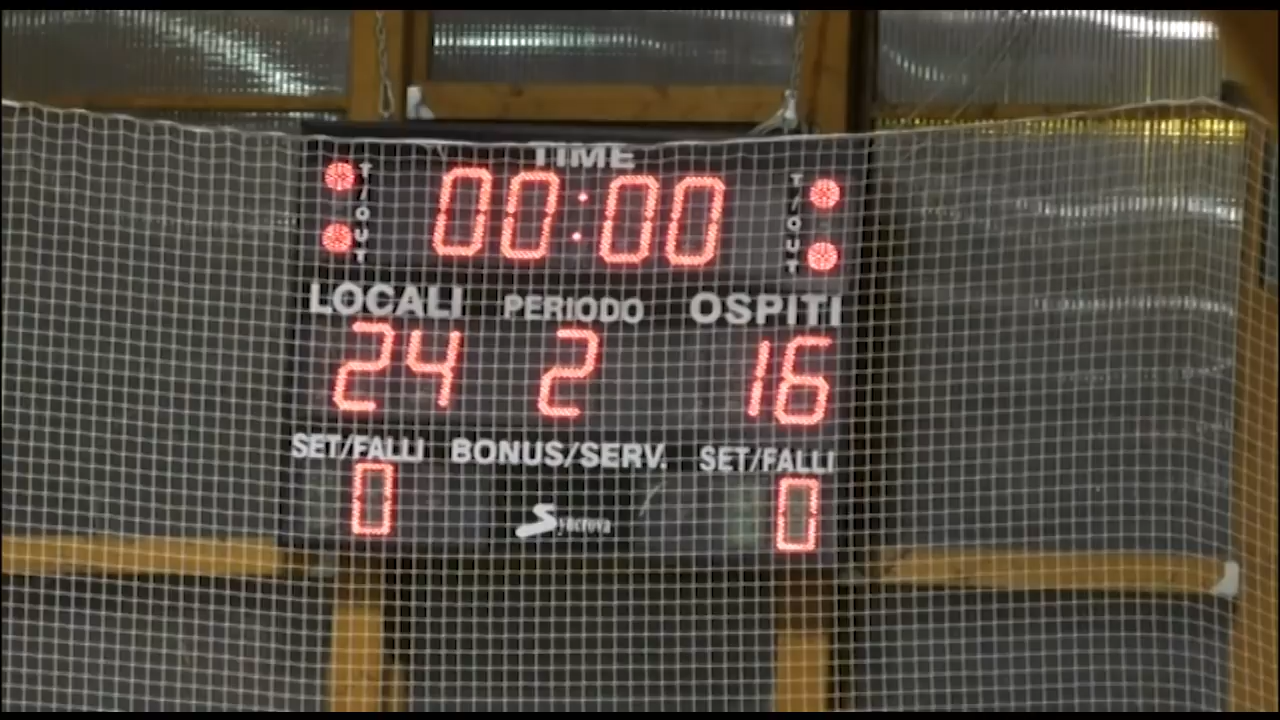 TIME
T/OUT 00:00 T/OUT
LOCALI PERIODO OSPITI
24 2 16
SET/FALLI BONUS/SERV. SET/FALLI
0 0
Syncrova